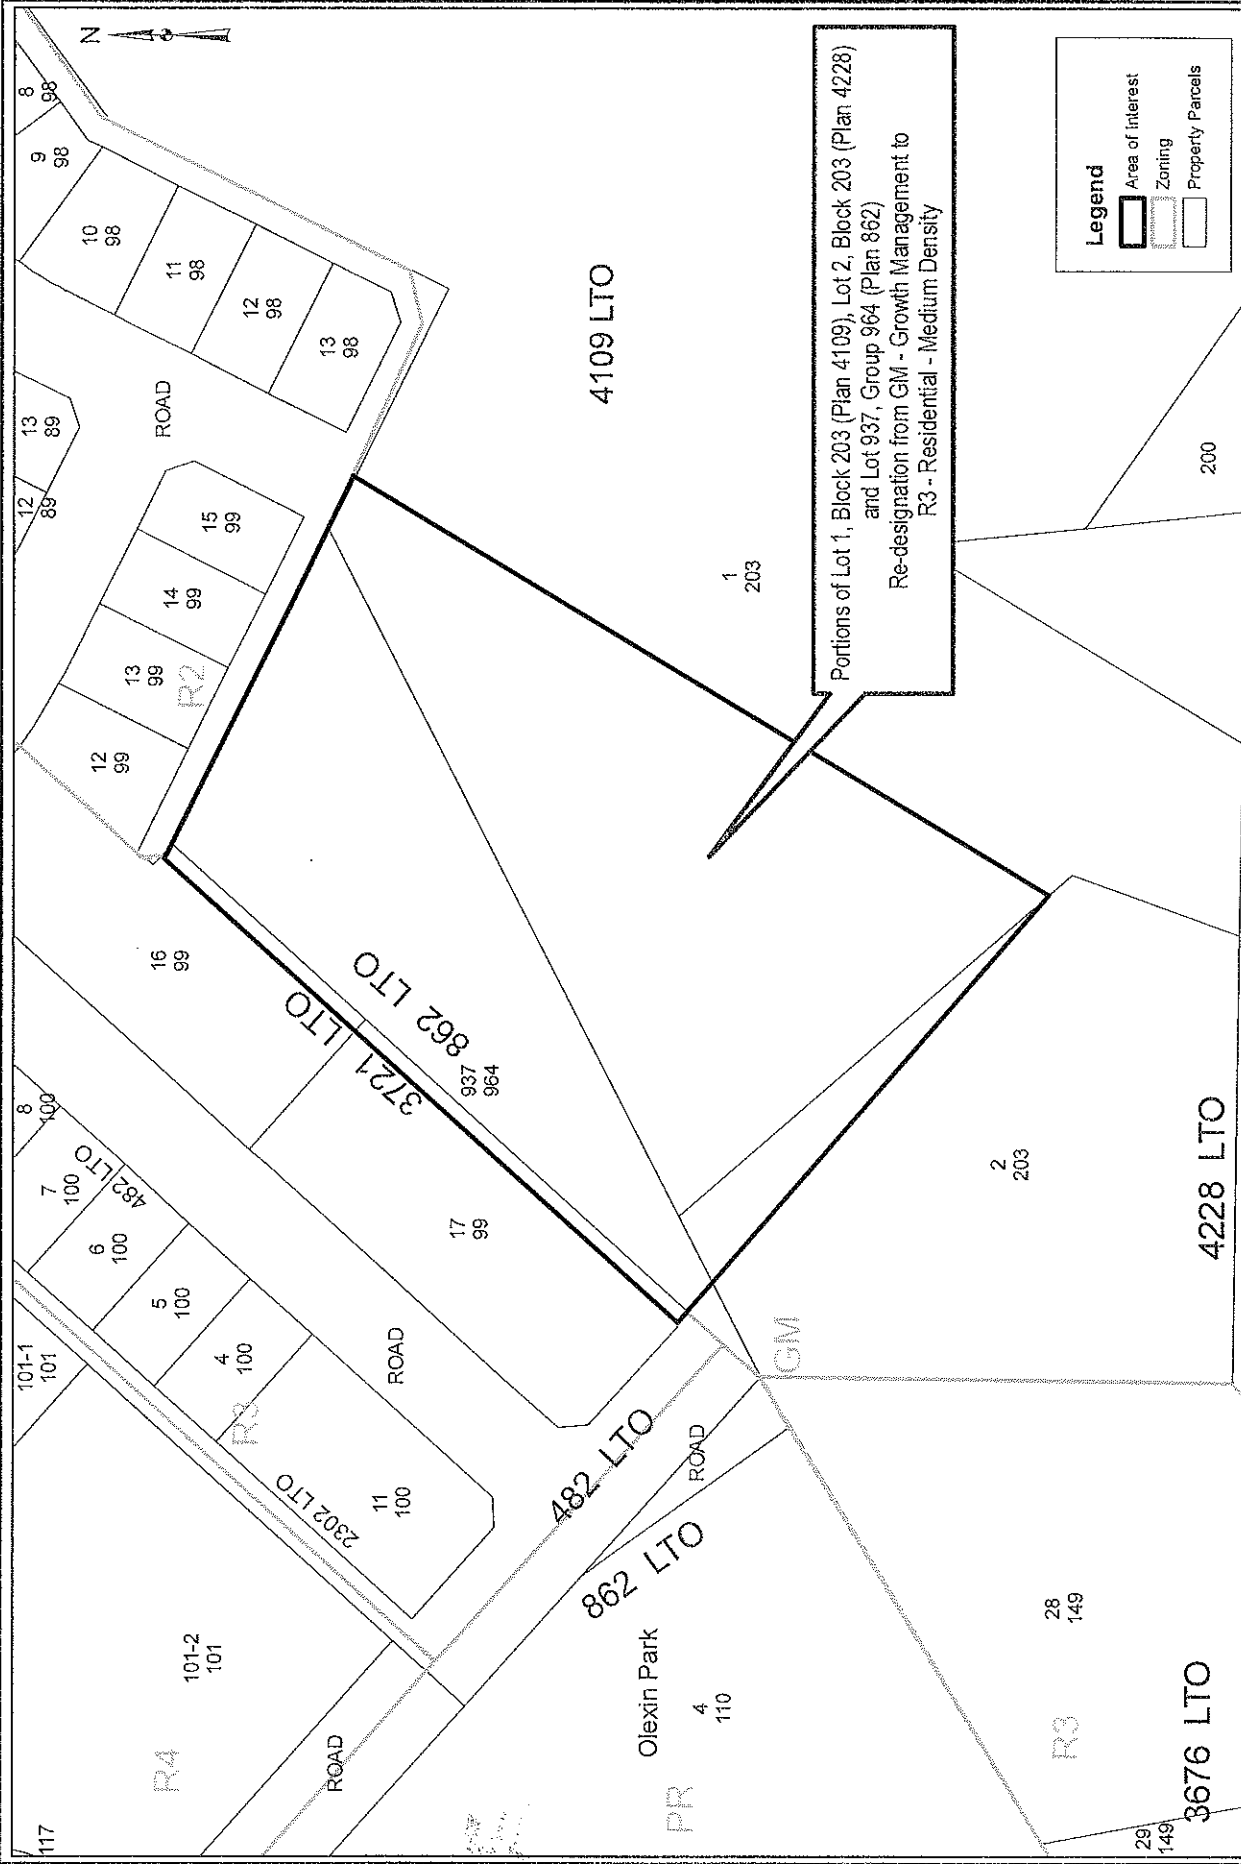 N
117
101-1
101
8
100
7
100
482 LTO
6
100
5
100
4
100
R3
101-2
101
R4
ROAD
2302 LTO
11
100
ROAD
16
99
12
99
13
99
R2
14
99
15
99
ROAD
12
89
13
89
8
98
9
98
10
98
11
98
12
98
13
98
3721 LTO
862 LTO
937
964
17
99
482 LTO
862 LTO
ROAD
GM
Olexin Park
4
110
PR
4109 LTO
1
203
Portions of Lot 1, Block 203 (Plan 4109), Lot 2, Block 203 (Plan 4228)
and Lot 937, Group 964 (Plan 862)
Re-designation from GM - Growth Management to
R3 - Residential - Medium Density
2
203
28
149
R3
29
149
3676 LTO
4228 LTO
200
Legend
Area of Interest
Zoning
Property Parcels